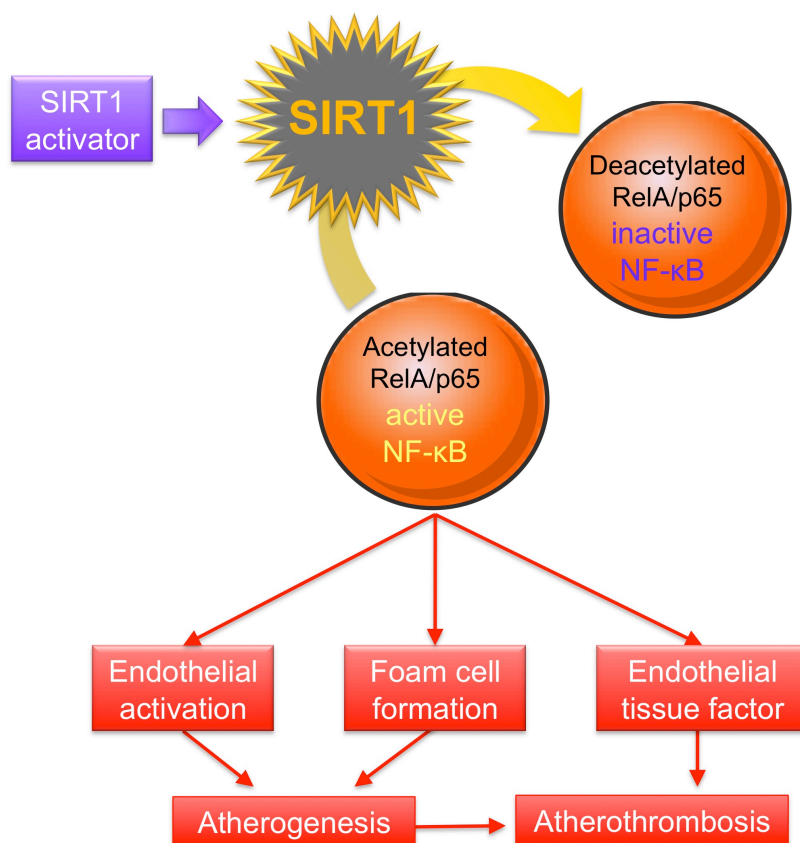 SIRT1
activator
SIRT1
Deacetylated
RelA/p65
inactive
NF-κB
Acetylated
RelA/p65
active
NF-κB
Endothelial
activation
Foam cell
formation
Endothelial
tissue factor
Atherogenesis
Atherothrombosis